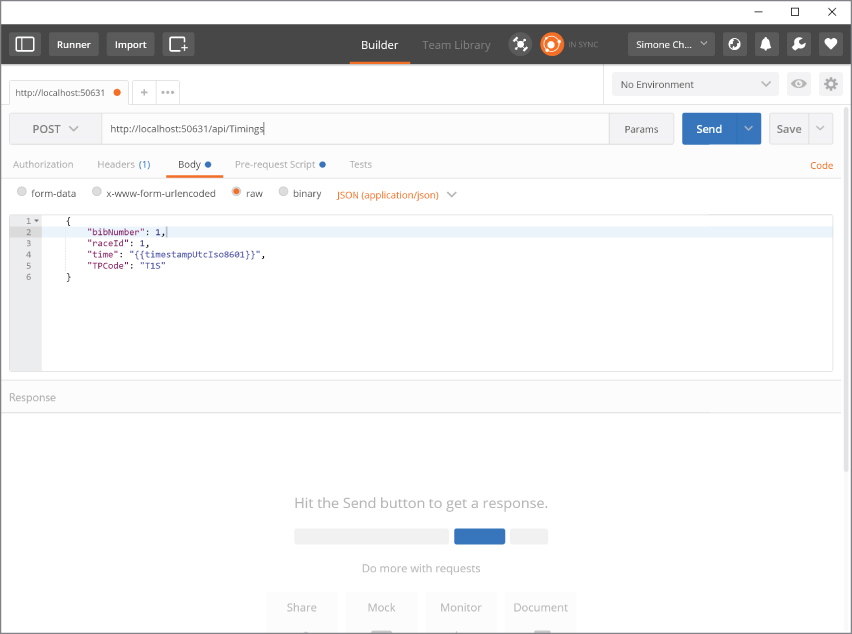 Runner Import Builder Team Library IN SYNC Simone Ch...
http://localhost:50631 + ••• No Environment
POST http://localhost:50631/api/Timings Params Send Save
Authorization Headers (1) Body Pre-request Script Tests Code
form-data x-www-form-urlencoded raw binary JSON (application/json)
1 {
2 "bibNumber": 1,
3 "raceId": 1,
4 "time": "{{timestampUtcIso8601}}",
5 "TPCode": "T1S"
6 }
Response
Hit the Send button to get a response.
Do more with requests
Share Mock Monitor Document